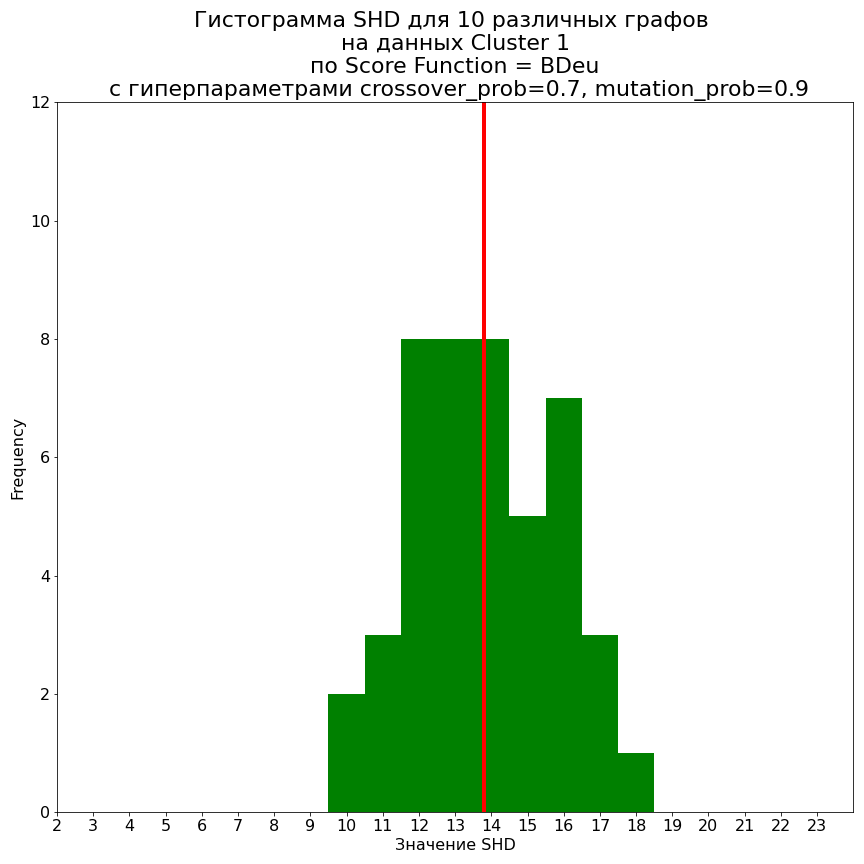 Гистограмма SHD для 10 различных графов
на данных Cluster 1
по Score Function = BDeu
с гиперпараметрами crossover_prob=0.7, mutation_prob=0.9
12
10
8
6
4
2
0
Frequency
2 3 4 5 6 7 8 9 10 11 12 13 14 15 16 17 18 19 20 21 22 23
Значение SHD